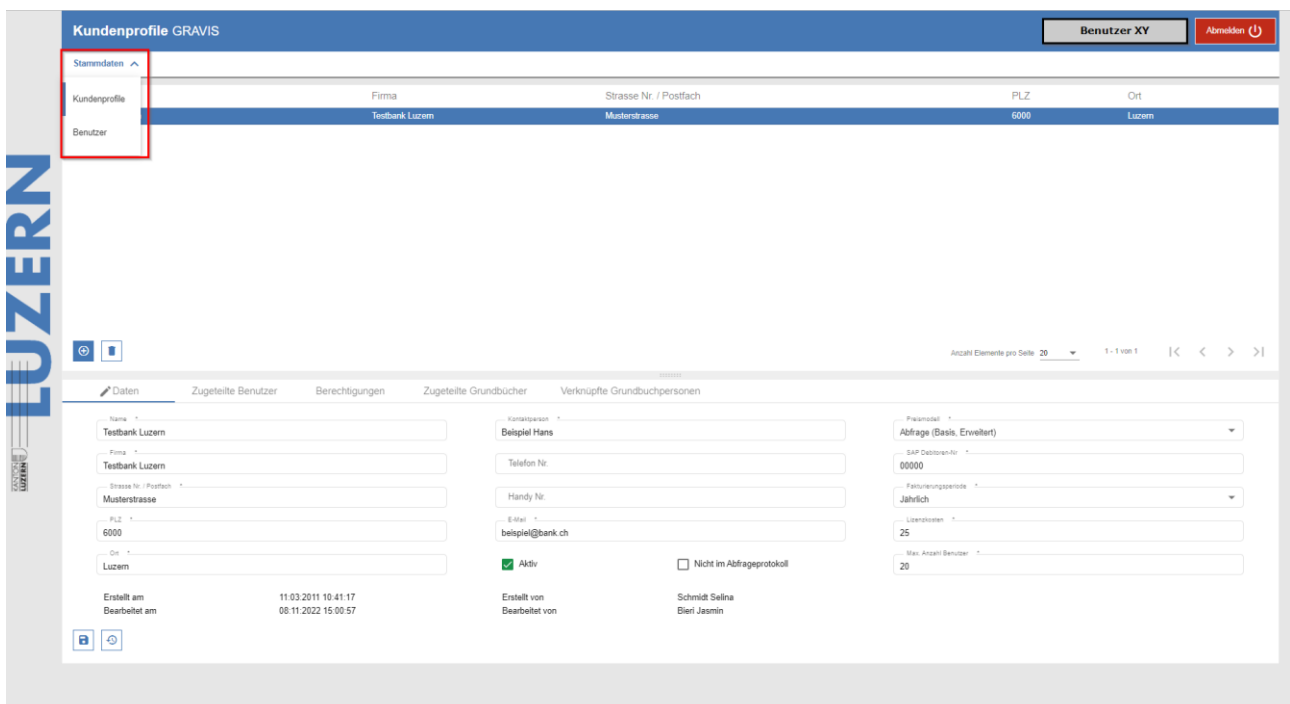 Kundenprofile GRAVIS
Benutzer XY
Abmelden
Stammdaten
Kundenprofile
Benutzer
Firma Strasse Nr. / Postfach PLZ Ort
Testbank Luzern Musterstrasse 6000 Luzern
Anzahl Elemente pro Seite 20 1 - 1 von 1
Daten Zugeteilte Benutzer Berechtigungen Zugeteilte Grundbücher Verknüpfte Grundbuchpersonen
Name *
Testbank Luzern
Firma *
Testbank Luzern
Strasse Nr. / Postfach *
Musterstrasse
PLZ *
6000
Ort *
Luzern
Kontaktperson *
Beispiel Hans
Telefon Nr.
Handy Nr.
E-Mail *
beispiel@bank.ch
Aktiv Nicht im Abfrageprotokoll
Preismodell *
Abfrage (Basis, Erweitert)
SAP Debitoren-Nr *
00000
Fakturierungsperiode *
Jährlich
Lizenzkosten *
25
Max. Anzahl Benutzer *
20
Erstellt am 11:03:2011 10:41:17 Erstellt von Schmidt Selina
Bearbeitet am 08:11:2022 15:00:57 Bearbeitet von Bieri Jasmin
LUZERN
KANTON
LUZERN